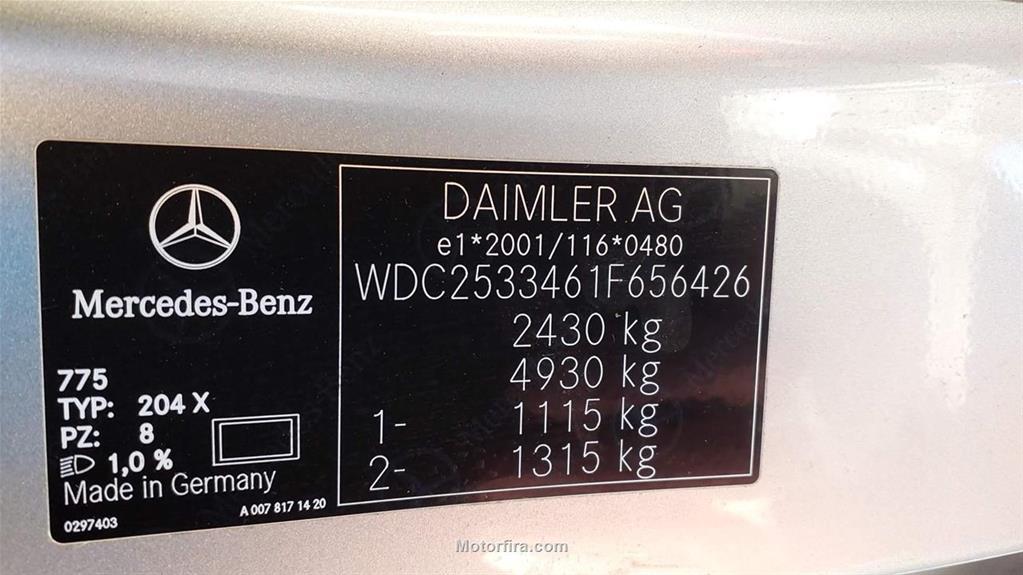 Mercedes-Benz
775
TYP: 204 X
PZ: 8
1,0 %
Made in Germany
0297403
A 007 817 14 20
DAIMLER AG
e1*2001/116*0480
WDC2533461F656426
2430 kg
4930 kg
1- 1115 kg
2- 1315 kg
Motorfira.com